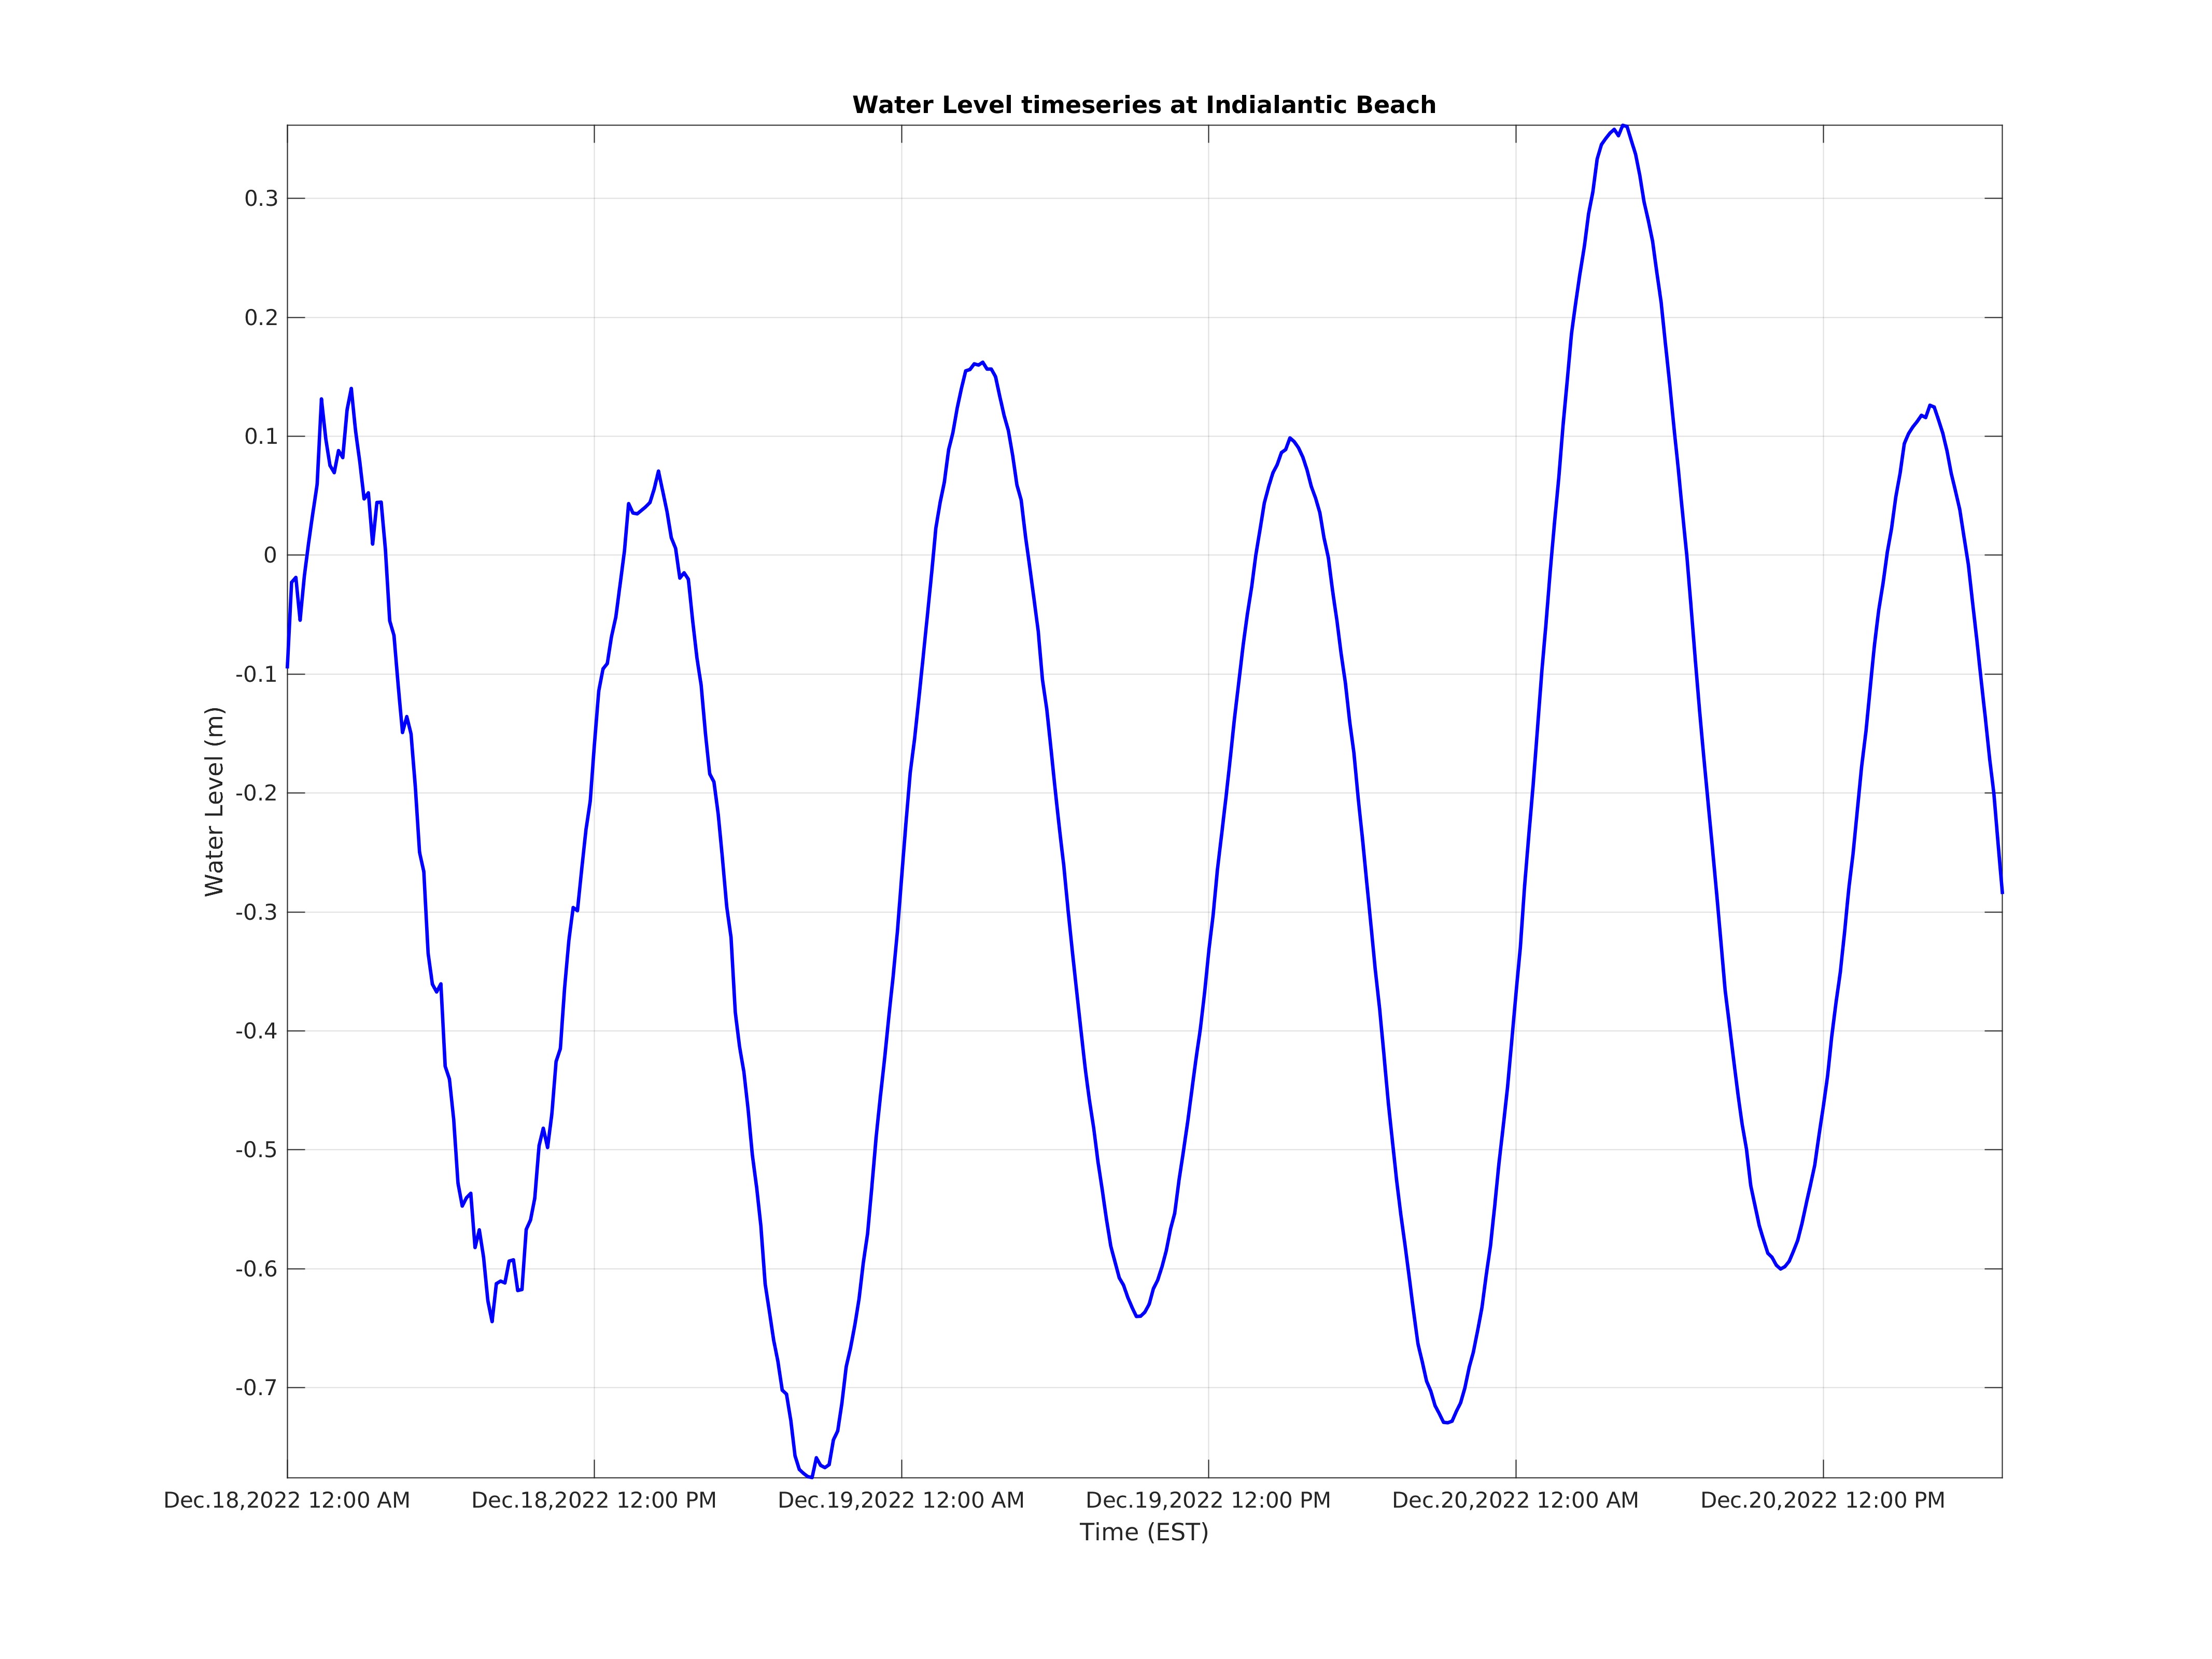 Water Level timeseries at Indialantic Beach
0.3
0.2
0.1
0
-0.1
-0.2
-0.3
-0.4
-0.5
-0.6
-0.7
Water Level (m)
Dec.18,2022 12:00 AM Dec.18,2022 12:00 PM Dec.19,2022 12:00 AM Dec.19,2022 12:00 PM Dec.20,2022 12:00 AM Dec.20,2022 12:00 PM
Time (EST)